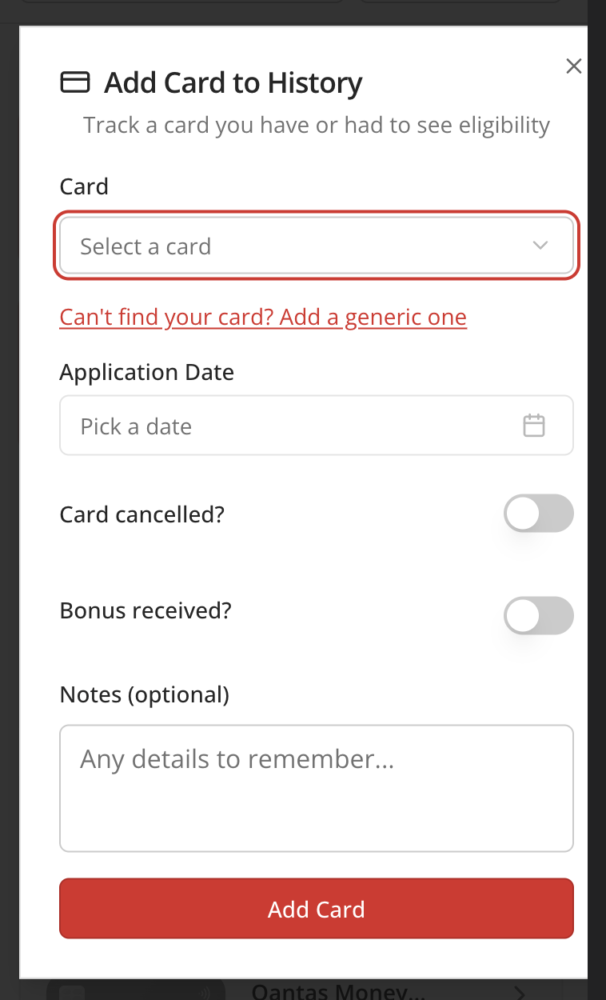 Add Card to History
Track a card you have or had to see eligibility
Card
Select a card
Can't find your card? Add a generic one
Application Date
Pick a date
Card cancelled?
Bonus received?
Notes (optional)
Any details to remember...
Add Card
Qantas Money...